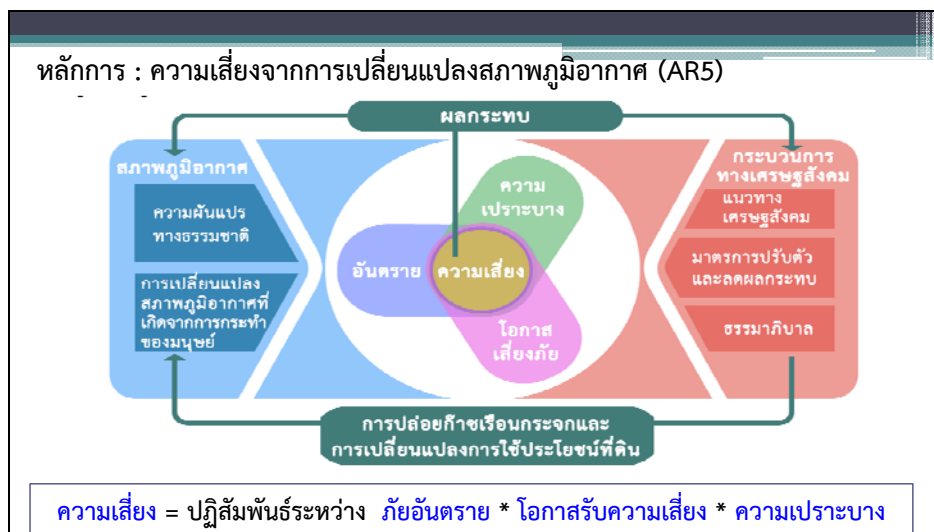 หลักการ : ความเสี่ยงจากการเปลี่ยนแปลงสภาพภูมิอากาศ (AR5)
ผลกระทบ
สภาพภูมิอากาศ
ความผันแปร
ทางธรรมชาติ
การเปลี่ยนแปลง
สภาพภูมิอากาศที่
เกิดจากการกระทำ
ของมนุษย์
ความ
เปราะบาง
อันตราย
ความเสี่ยง
โอกาส
เสี่ยงภัย
กระบวนการ
ทางเศรษฐสังคม
แนวทาง
เศรษฐสังคม
มาตรการปรับตัว
และลดผลกระทบ
ธรรมาภิบาล
การปล่อยก๊าซเรือนกระจกและ
การเปลี่ยนแปลงการใช้ประโยชน์ที่ดิน
ความเสี่ยง = ปฏิสัมพันธ์ระหว่าง ภัยอันตราย * โอกาสรับความเสี่ยง * ความเปราะบาง